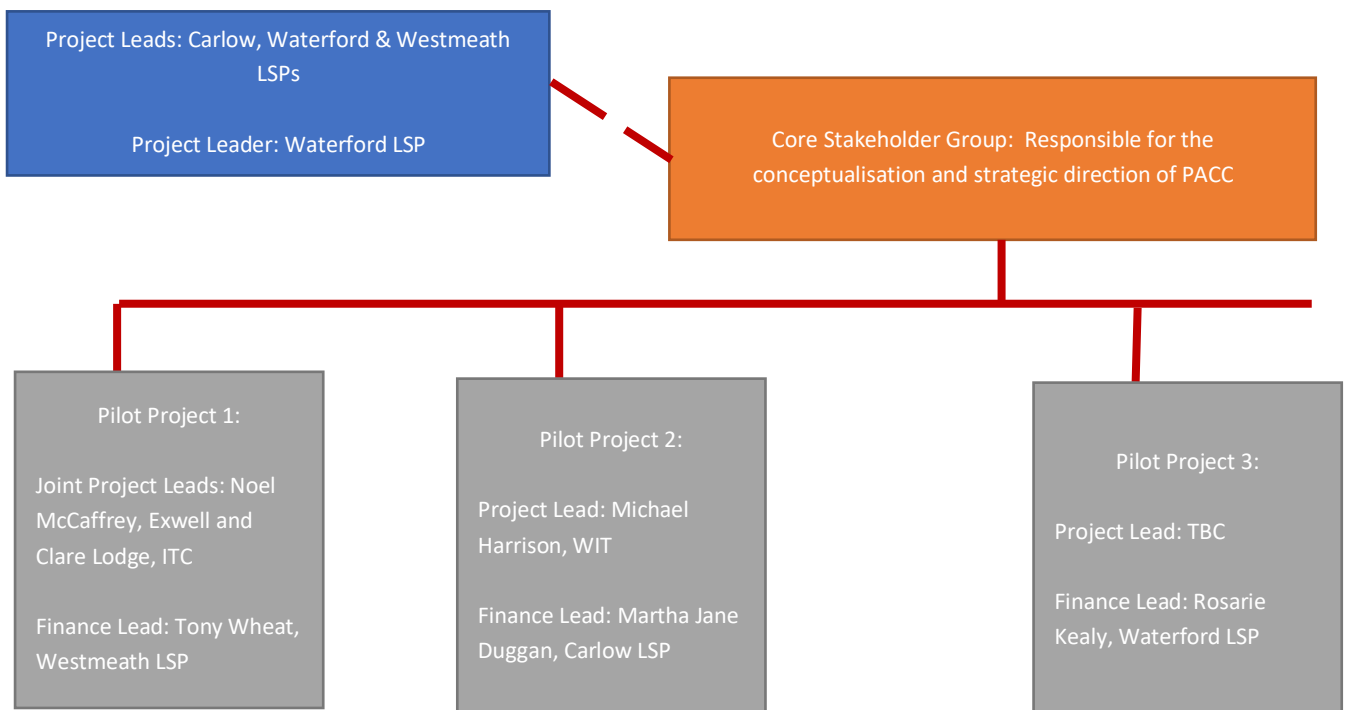 Project Leads: Carlow, Waterford & Westmeath
LSPs
Project Leader: Waterford LSP
Core Stakeholder Group:  Responsible for the
conceptualisation and strategic direction of PACC
Pilot Project 1:
Joint Project Leads: Noel
McCaffrey, Exwell and
Clare Lodge, ITC
Finance Lead: Tony Wheat,
Westmeath LSP
Pilot Project 2:
Project Lead: Michael
Harrison, WIT
Finance Lead: Martha Jane
Duggan, Carlow LSP
Pilot Project 3:
Project Lead: TBC
Finance Lead: Rosarie
Kealy, Waterford LSP